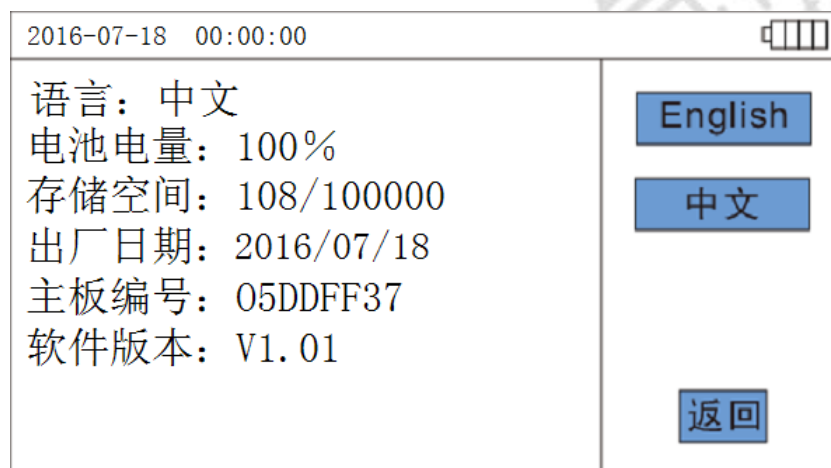 2016-07-18 00:00:00
语言：中文
电池电量：100%
存储空间：108/100000
出厂日期：2016/07/18
主板编号：05DDFF37
软件版本：V1.01
English
中文
返回